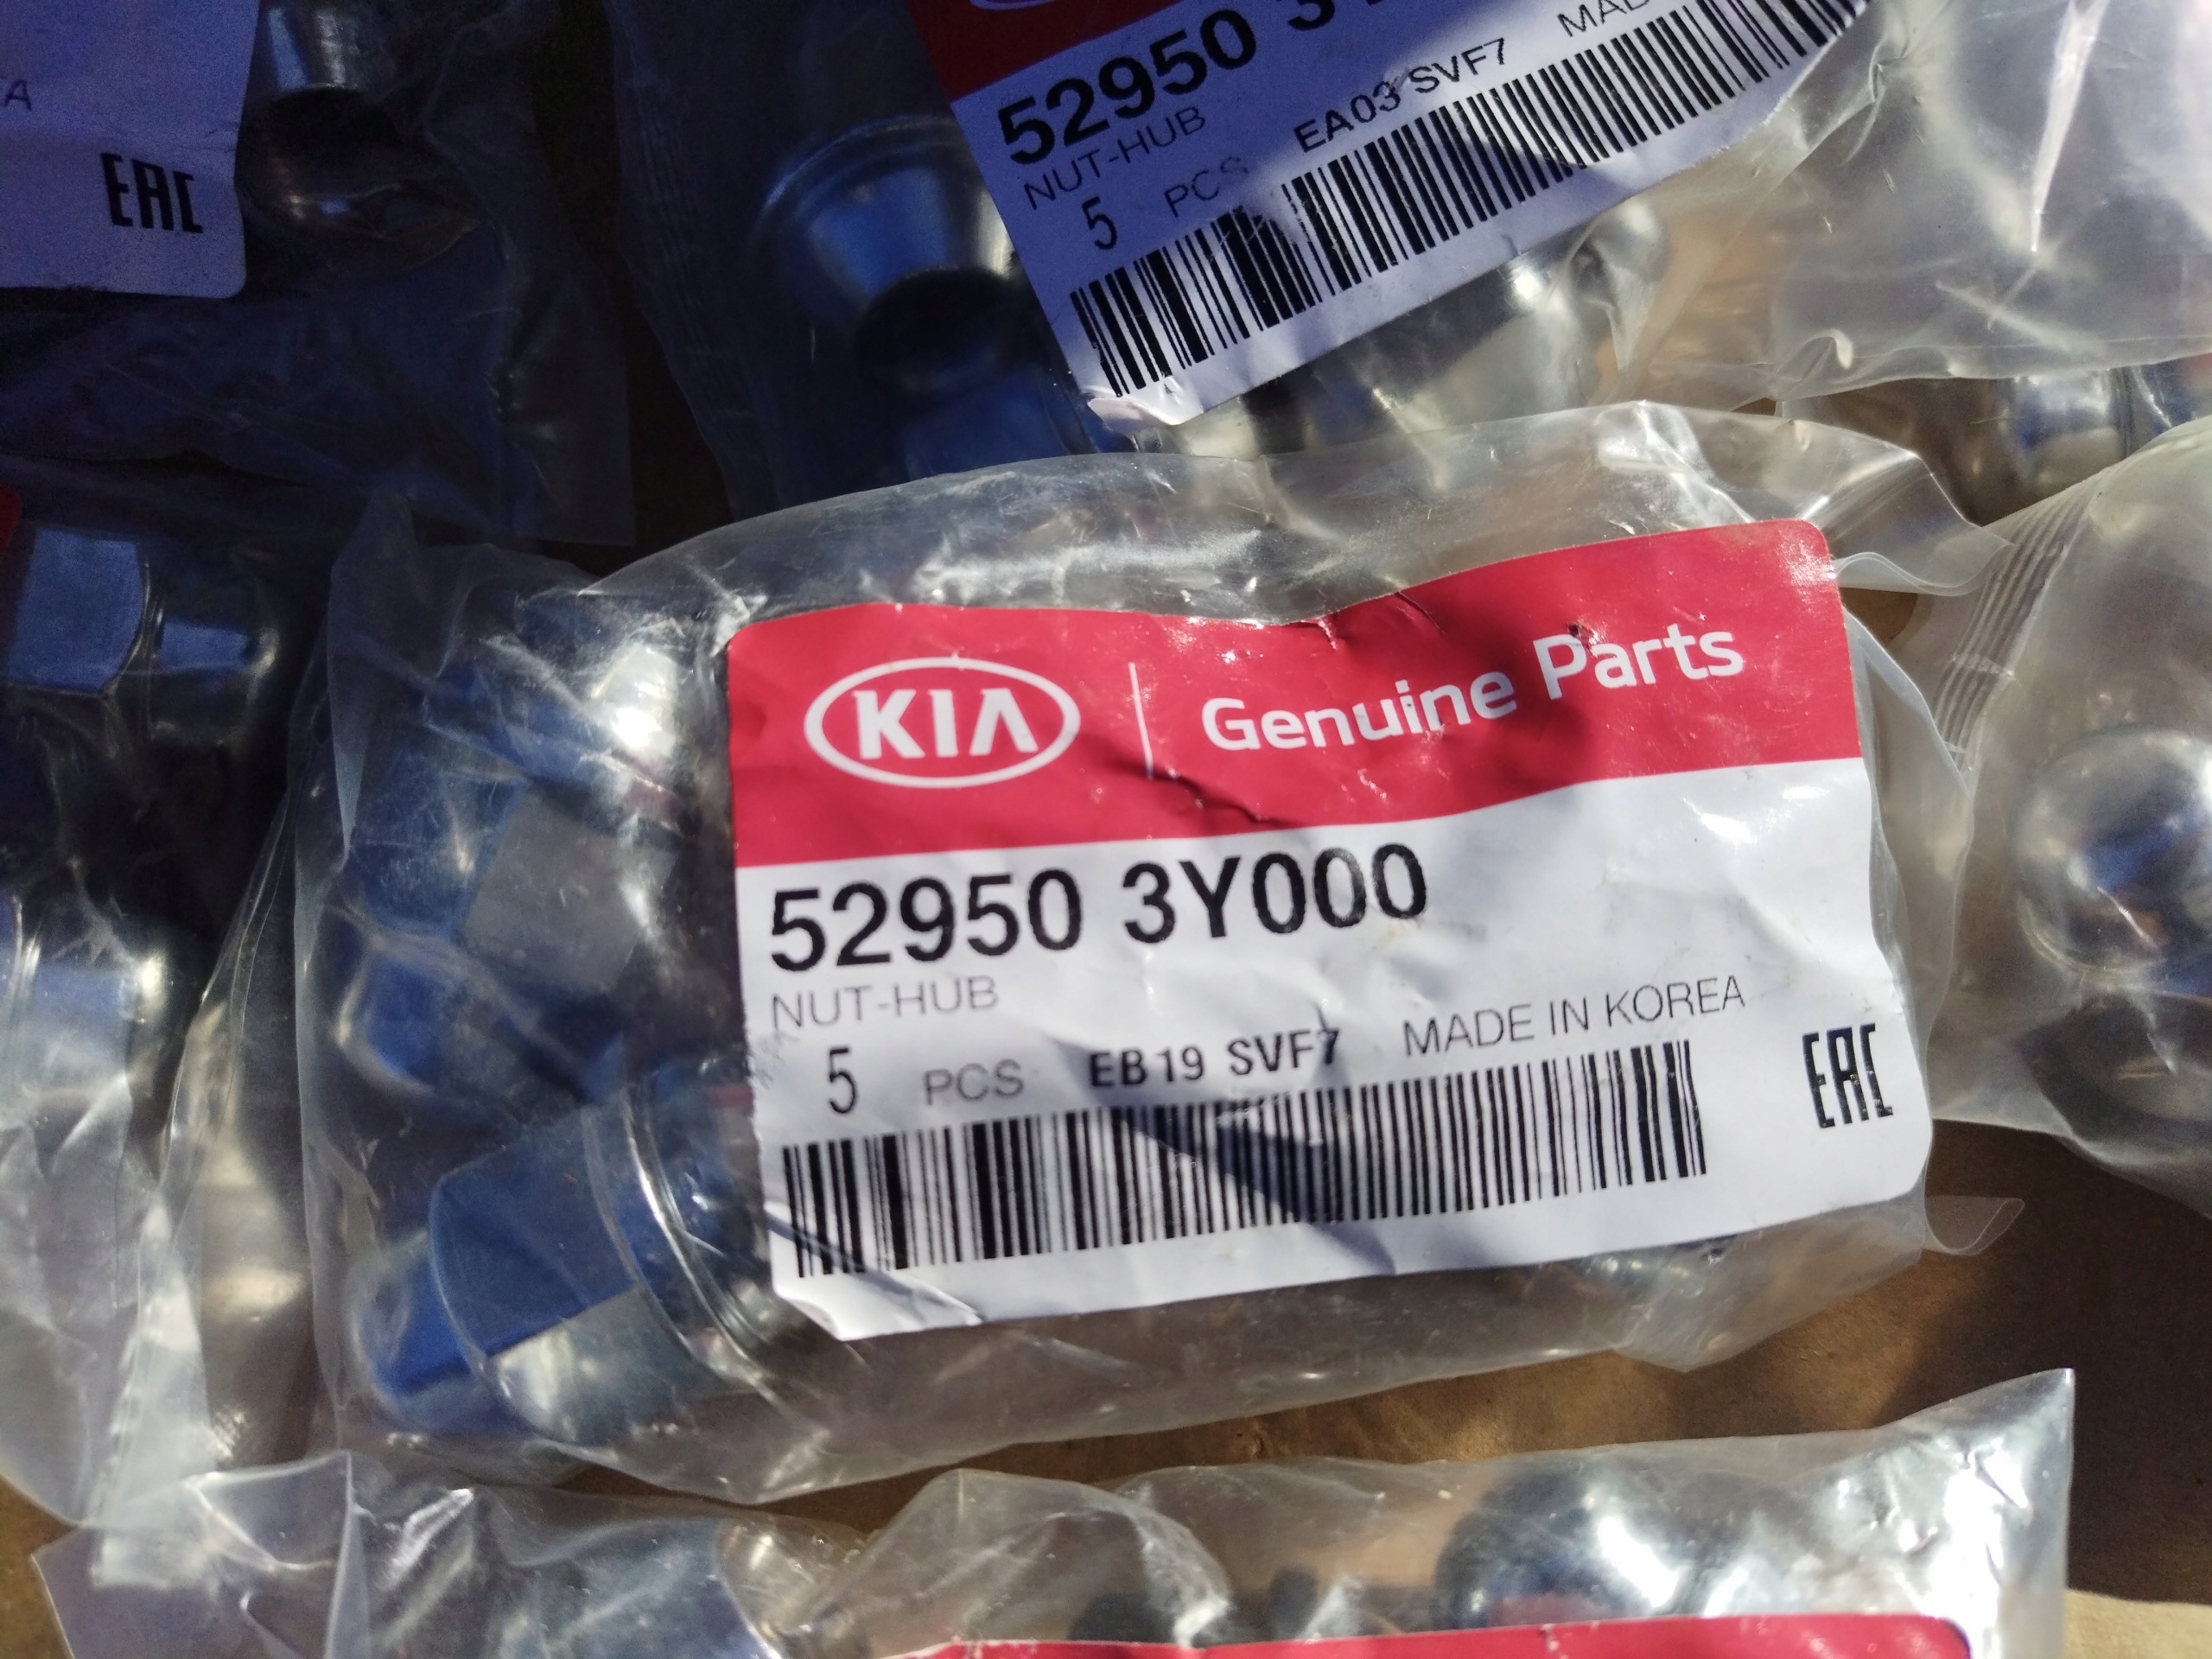 A
EAC
52950
NUT-HUB
5 PCS EA03 SVF7
KIA Genuine Parts
52950 3Y000
NUT-HUB
5 PCS EB19 SVF7 MADE IN KOREA
EAC